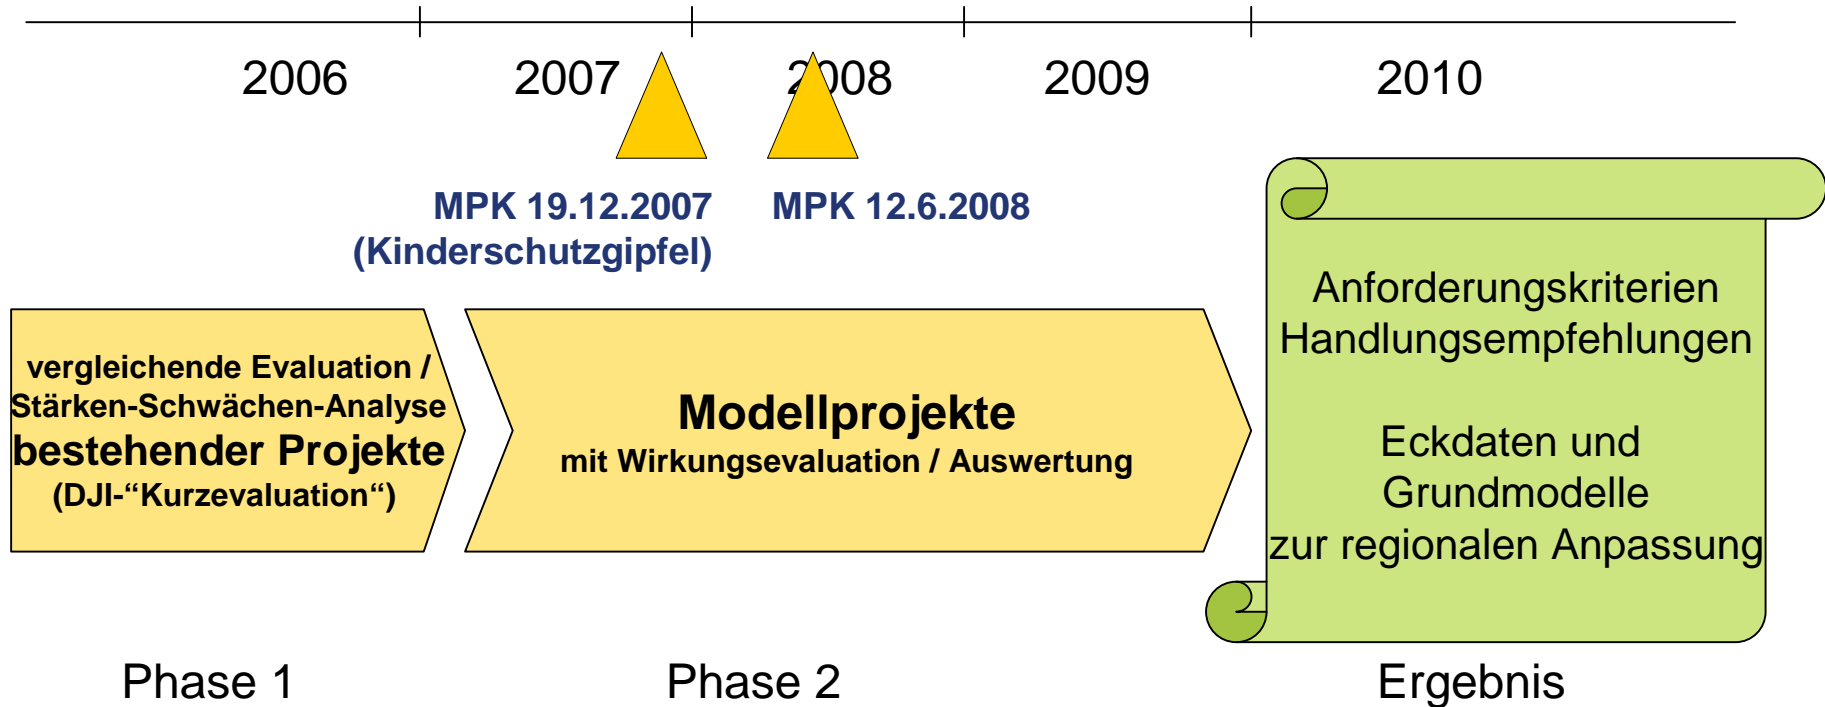 2006
2007
2008
2009
2010
MPK 19.12.2007
(Kinderschutzgipfel)
MPK 12.6.2008
vergleichende Evaluation /
Stärken-Schwächen-Analyse
bestehender Projekte
(DJI-“Kurzevaluation“)
Modellprojekte
mit Wirkungsevaluation / Auswertung
Anforderungskriterien
Handlungsempfehlungen
Eckdaten und
Grundmodelle
zur regionalen Anpassung
Phase 1
Phase 2
Ergebnis